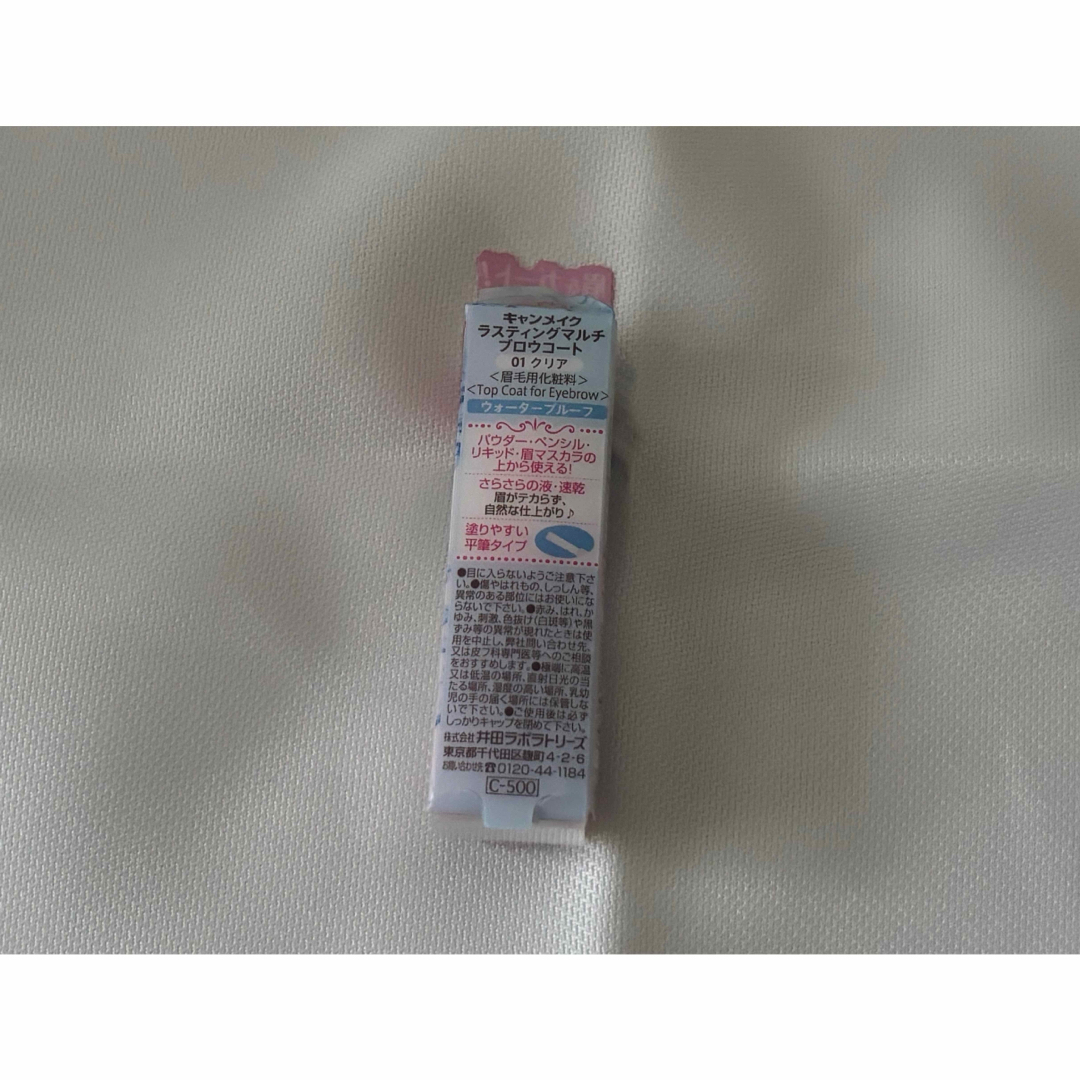 キャンメイク
ラスティングマルチ
ブロウコート
01 クリア
＜眉毛用化粧料＞
＜Top Coat for Eyebrow＞
ウォータープルーフ
パウダー・ペンシル・
リキッド・眉マスカラの
上から使える!
さらさらの液・速乾
眉がテカらず、
自然な仕上がり♪
塗りやすい
平筆タイプ
●目に入らないようご注意下さ
い。●傷やはれもの、しっしん等、
異常のある部位にはお使いにな
らないで下さい。●赤み、はれ、か
ゆみ、刺激、色抜け(白斑等)や黒
ずみ等の異常が現れたときは使
用を中止し、弊社問い合わせ先、
又は皮フ科専門医等へのご相談
をおすすめします。●極端に高温
又は低温の場所、直射日光の当
たる場所、湿度の高い場所、乳幼
児の手の届く場所には保管しな
いで下さい。●ご使用後は必ず
しっかりキャップを閉めて下さい。
株式会社 井田ラボラトリーズ
東京都千代田区麹町4-2-6
お問い合わせ先☎0120-44-1184
C-500